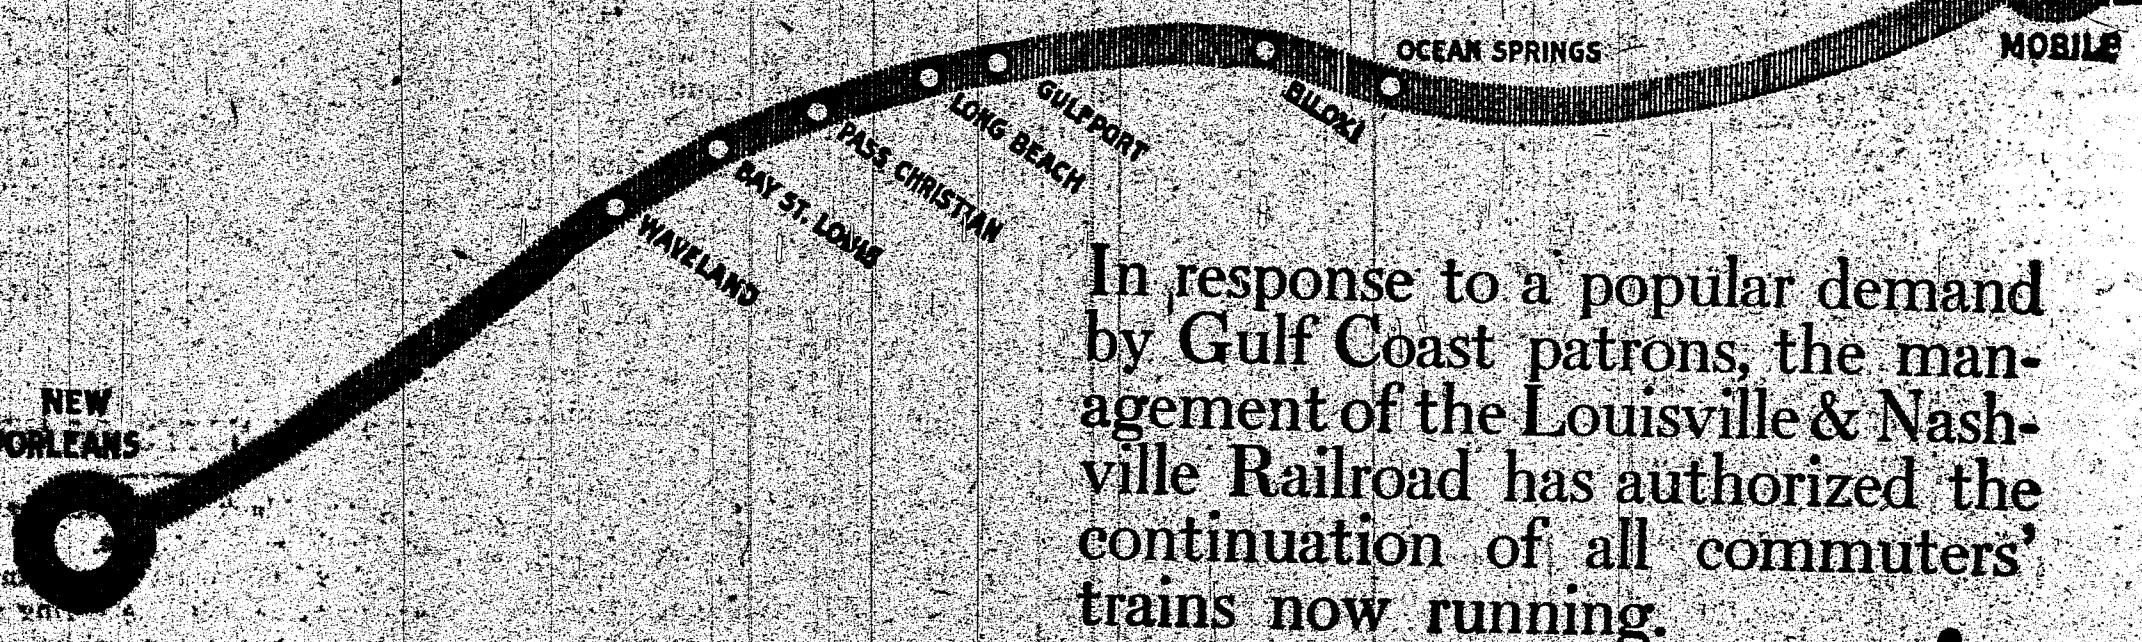 OCEAN SPRINGS
MOBILE
GULFPORT
BILOXI
LONG BEACH
PASS CHRISTIAN
BAY ST. LOUIS
WAVELAND
In response to a popular demand
by Gulf Coast patrons, the man-
agement of the Louisville & Nash-
ville Railroad has authorized the
continuation of all commuters'
trains now running.
NEW
ORLEANS